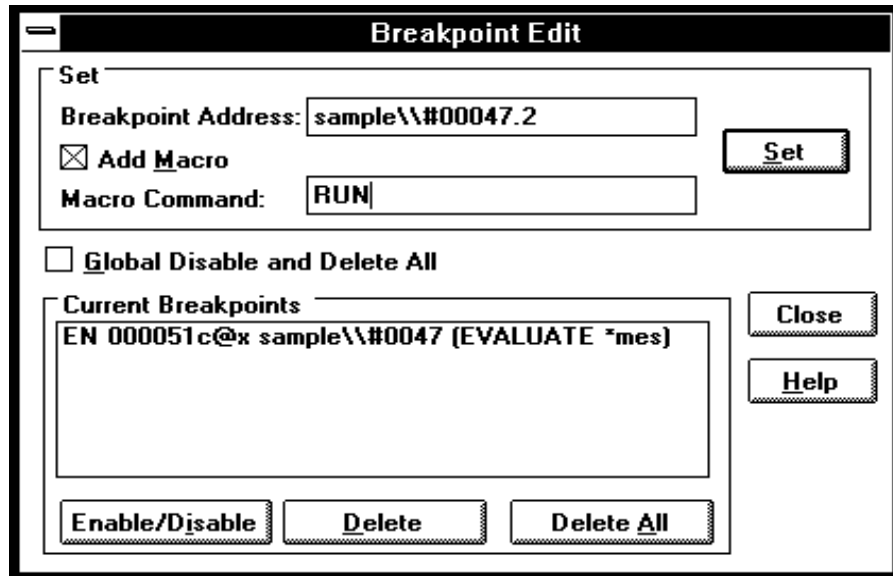 Breakpoint Edit
Set
Breakpoint Address: sample\\#00047.2
Add Macro
Set
Macro Command: RUN
Global Disable and Delete All
Current Breakpoints
EN 000051c@x sample\\#0047 (EVALUATE *mes)
Close
Help
Enable/Disable Delete Delete All